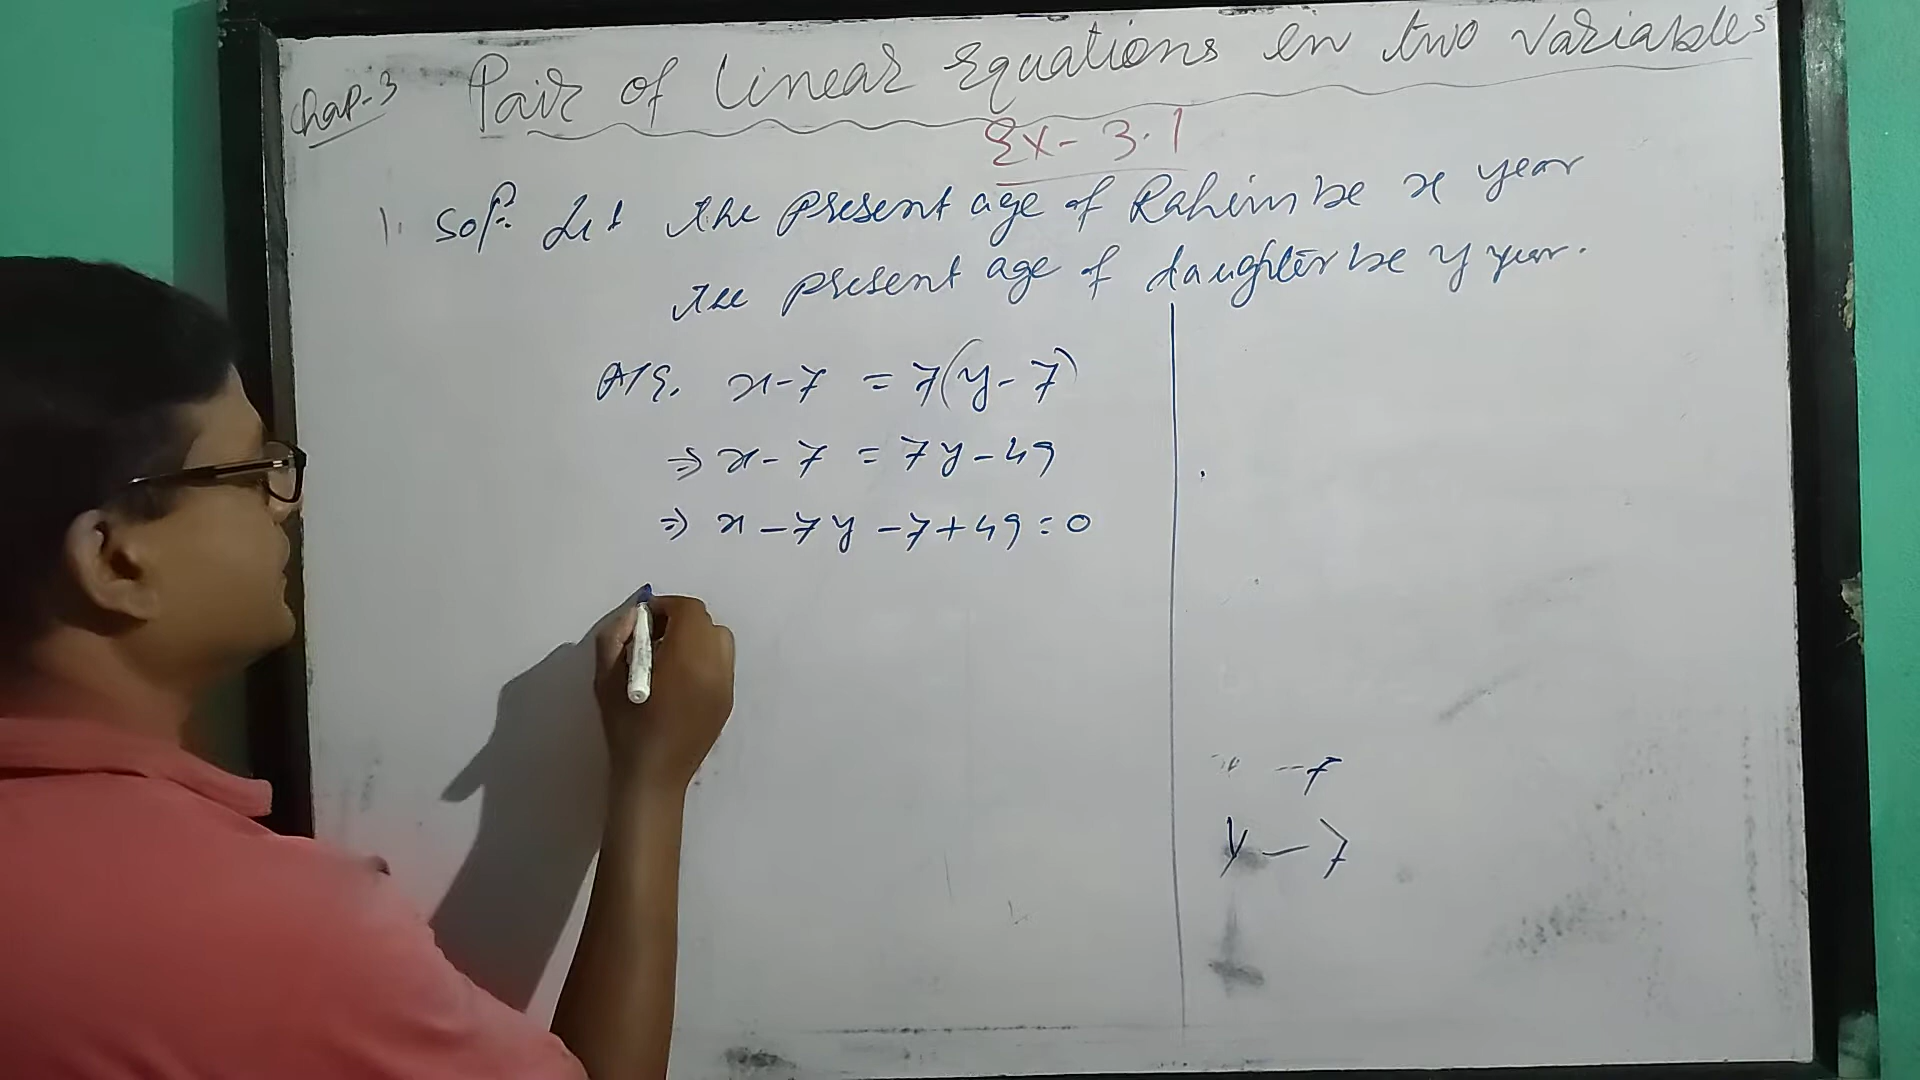 Chap-3 Pair of Linear Equations in two variables
Ex-3.1
1. Solⁿ: Let the present age of Rahim be x year
the present age of daughter be y year.
A/Q, x-7 = 7(y-7)
⇒ x-7 = 7y-49
⇒ x-7y-7+49=0
-7
y-7